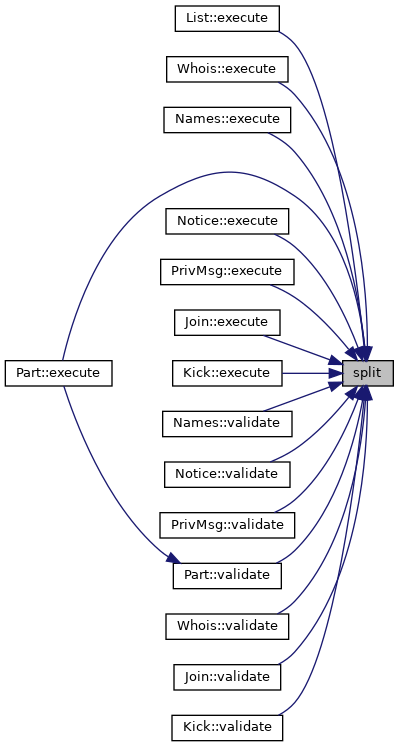 List::execute
Whois::execute
Names::execute
Notice::execute
PrivMsg::execute
Join::execute
Part::execute
Kick::execute
split
Names::validate
Notice::validate
PrivMsg::validate
Part::validate
Whois::validate
Join::validate
Kick::validate